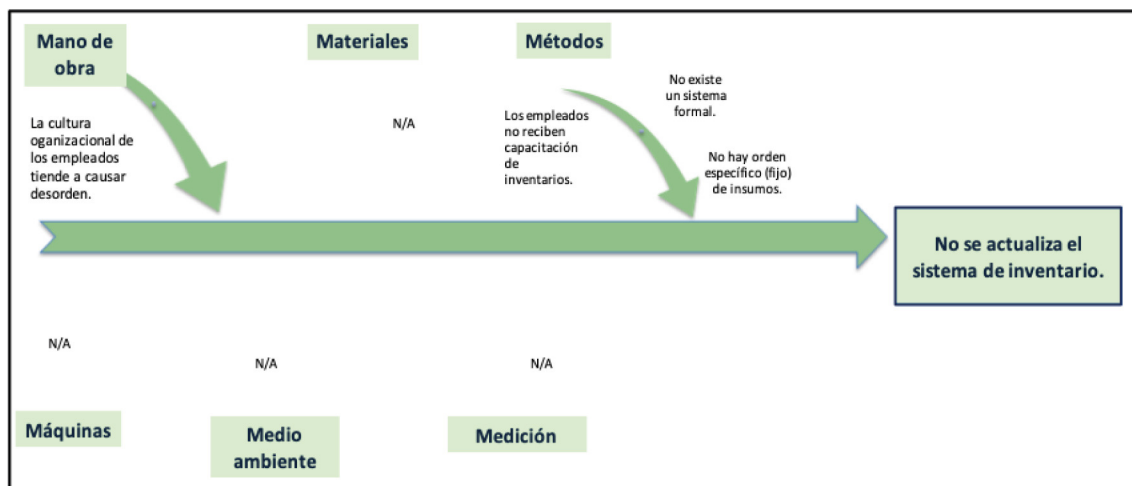 Mano de
obra
Materiales
Métodos
La cultura
oganizacional de
los empleados
tiende a causar
desorden.
N/A
Los empleados
no reciben
capacitación
de
inventarios.
No existe
un sistema
formal.
No hay orden
específico (fijo)
de insumos.
No se actualiza el
sistema de inventario.
N/A
N/A
N/A
Máquinas
Medio
ambiente
Medición